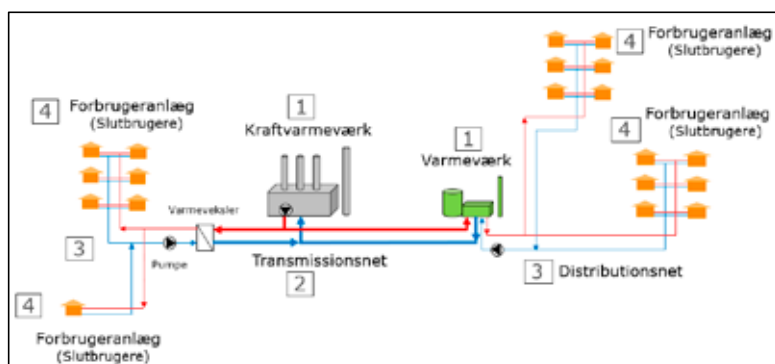 4
Forbrugeranlæg
(Slutbrugere)
4
Forbrugeranlæg
(Slutbrugere)
1
Kraftvarmeværk
1
Varmeværk
4
Forbrugeranlæg
(Slutbrugere)
Varmeveksler
3
Pumpe
Transmissionsnet
2
3
Distributionsnet
4
Forbrugeranlæg
(Slutbrugere)